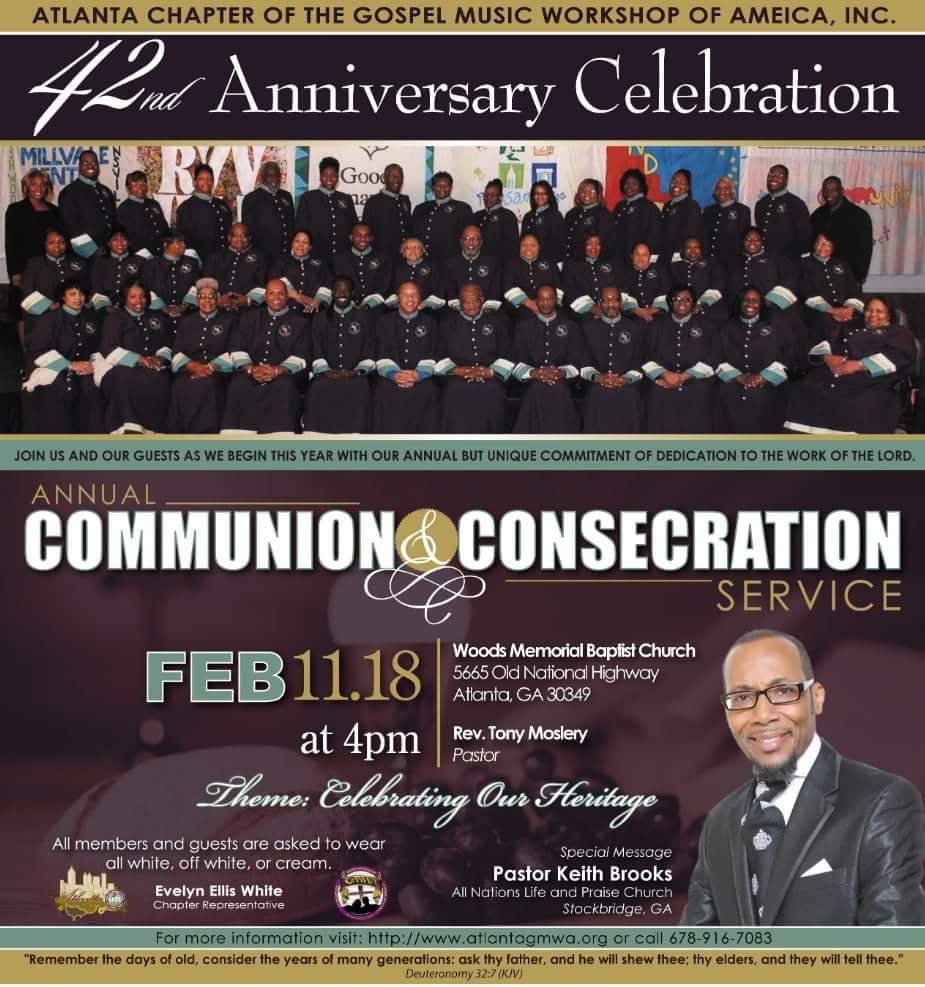 ATLANTA CHAPTER OF THE GOSPEL MUSIC WORKSHOP OF AMEICA, INC.
42nd Anniversary Celebration
MILLVALE
JOIN US AND OUR GUESTS AS WE BEGIN THIS YEAR WITH OUR ANNUAL BUT UNIQUE COMMITMENT OF DEDICATION TO THE WORK OF THE LORD.
ANNUAL
COMMUNION & CONSECRATION
SERVICE
FEB 11.18
at 4pm
Woods Memorial Baptist Church
5665 Old National Highway
Atlanta, GA 30349
Rev. Tony Moslery
Pastor
Theme: Celebrating Our Heritage
All members and guests are asked to wear
all white, off white, or cream.
Evelyn Ellis White
Chapter Representative
Special Message
Pastor Keith Brooks
All Nations Life and Praise Church
Stockbridge, GA
For more information visit: http://www.atlantagmwa.org or call 678-916-7083
"Remember the days of old, consider the years of many generations: ask thy father, and he will shew thee; thy elders, and they will tell thee."
Deuteronomy 32:7 (KJV)